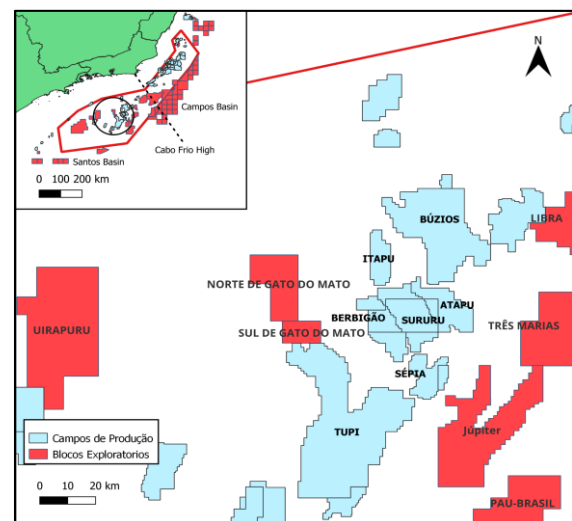 Campos Basin
Cabo Frio High
Santos Basin
0 100 200 km
N
BÚZIOS
LIBRA
ITAPU
NORTE DE GATO DO MATO
ATAPU
BERBIGÃO
SURURU
UIRAPURU
SUL DE GATO DO MATO
TRÊS MARIAS
SÉPIA
TUPI
Júpiter
Campos de Produção
Blocos Exploratorios
0 10 20 km
PAU-BRASIL